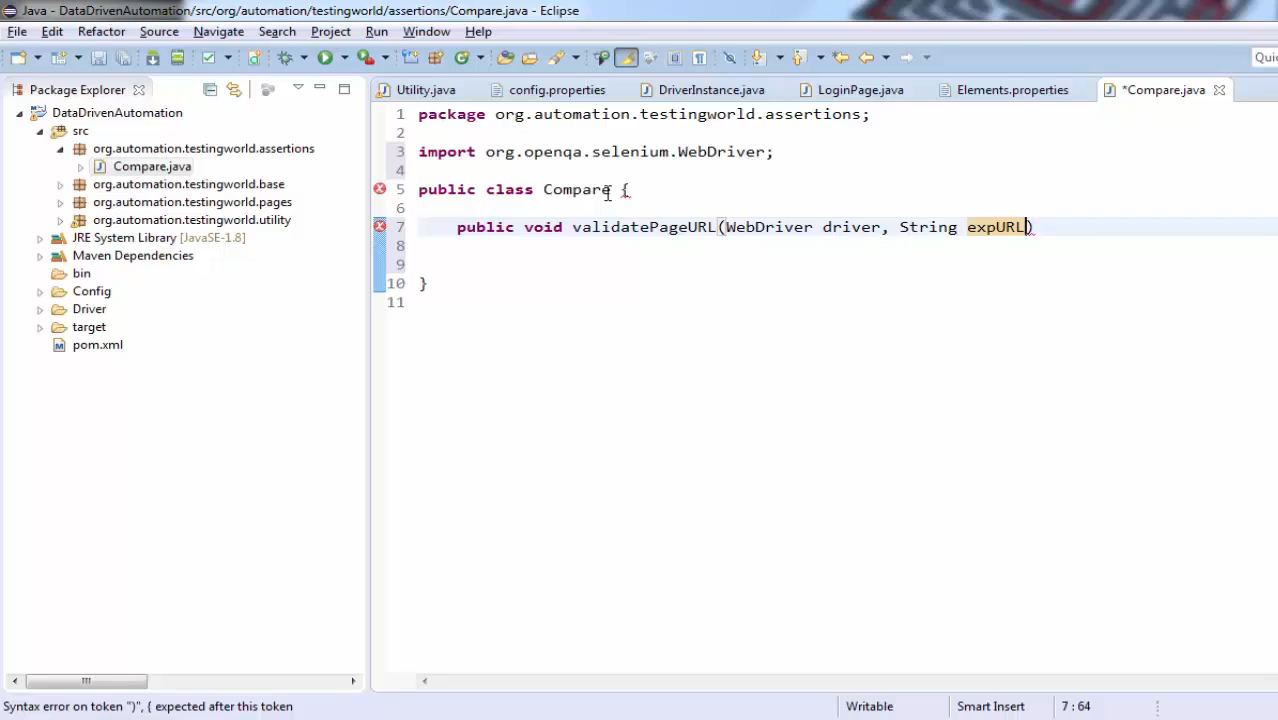 Java - DataDrivenAutomation/src/org/automation/testingworld/assertions/Compare.java - Eclipse
File Edit Refactor Source Navigate Search Project Run Window Help
Package Explorer
Utility.java config.properties DriverInstance.java LoginPage.java Elements.properties *Compare.java
DataDrivenAutomation
src
org.automation.testingworld.assertions
Compare.java
org.automation.testingworld.base
org.automation.testingworld.pages
org.automation.testingworld.utility
JRE System Library [JavaSE-1.8]
Maven Dependencies
bin
Config
Driver
target
pom.xml
1 package org.automation.testingworld.assertions;
2
3 import org.openqa.selenium.WebDriver;
4
5 public class Compare {
6
7 public void validatePageURL(WebDriver driver, String expURL)
8
9
10 }
11
Syntax error on token ")", { expected after this token Writable Smart Insert 7 : 64